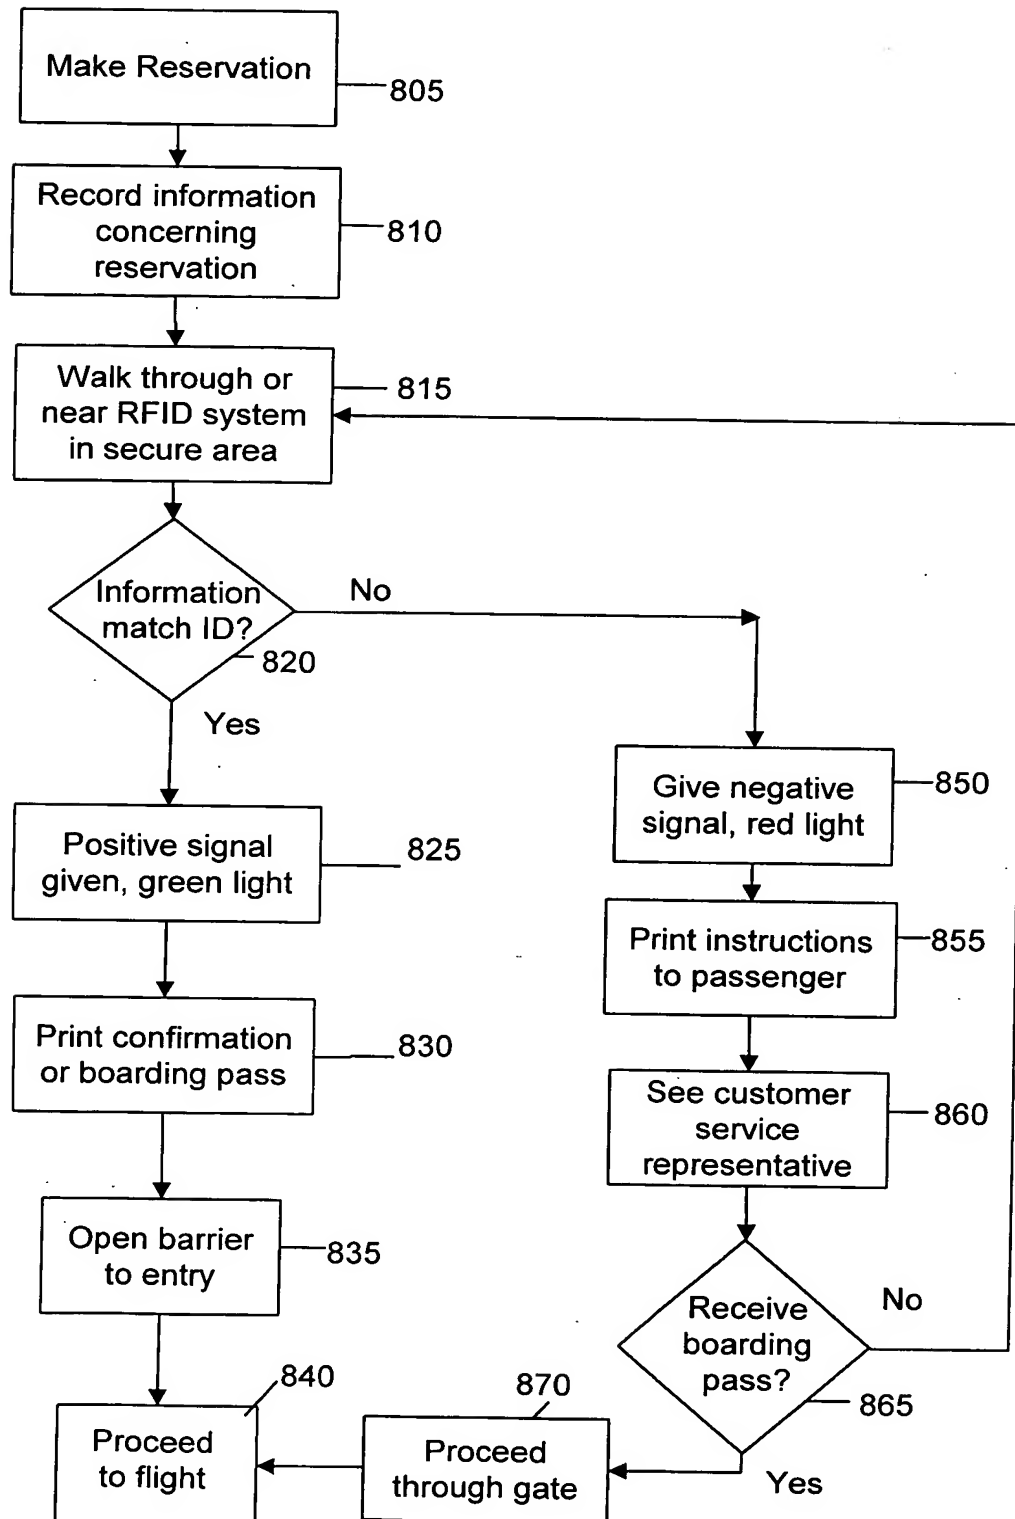 Make Reservation
805
Record information
concerning
reservation
810
Walk through or
near RFID system
in secure area
815
Information
match ID?
820
No
Yes
Positive signal
given, green light
825
Print confirmation
or boarding pass
830
Open barrier
to entry
835
Proceed
to flight
840
Give negative
signal, red light
850
Print instructions
to passenger
855
See customer
service
representative
860
Receive
boarding
pass?
865
No
Yes
Proceed
through gate
870